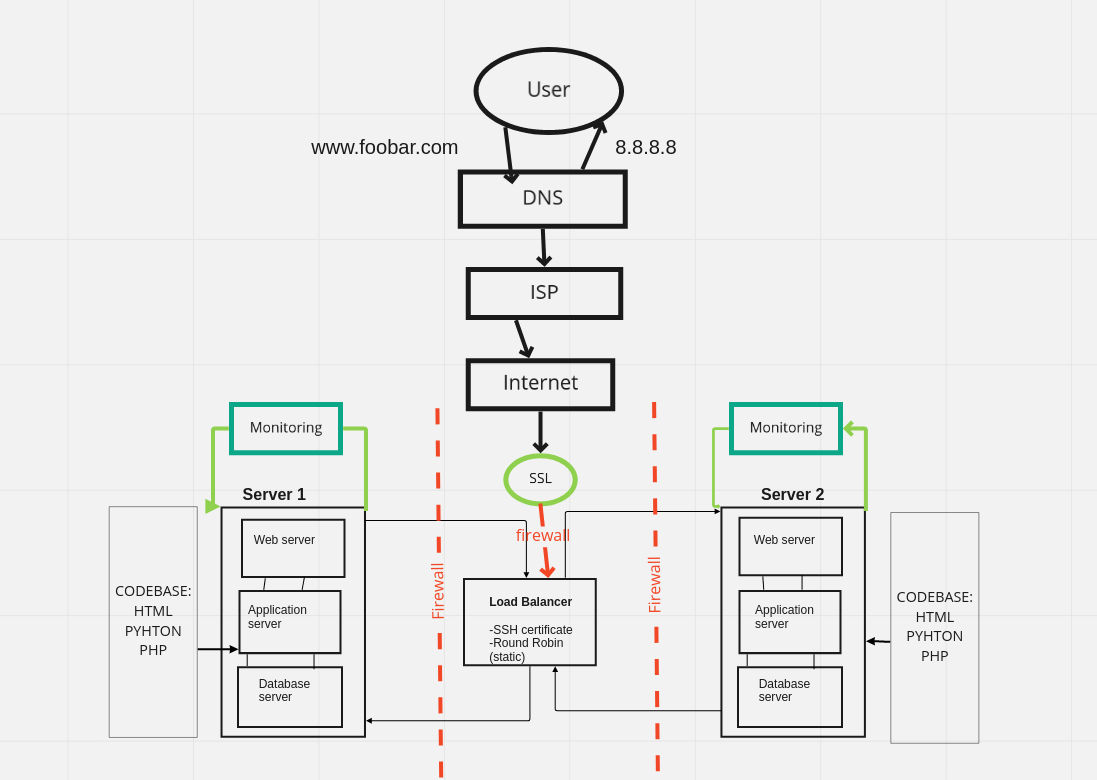 User
www.foobar.com
8.8.8.8
DNS
ISP
Internet
Monitoring
Monitoring
SSL
Server 1
Server 2
firewall
Firewall
Firewall
CODEBASE:
HTML
PYHTON
PHP
Web server
Application
server
Database
server
Load Balancer
-SSH certificate
-Round Robin
(static)
Web server
Application
server
Database
server
CODEBASE:
HTML
PYHTON
PHP